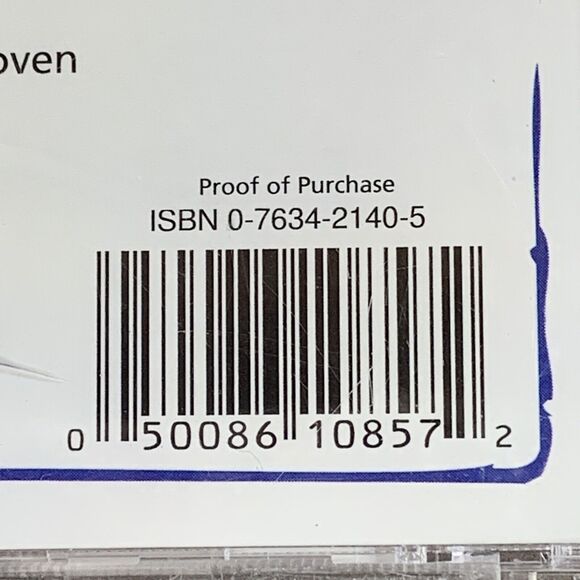 oven
Proof of Purchase
ISBN 0-7634-2140-5
0 50086 10857 2